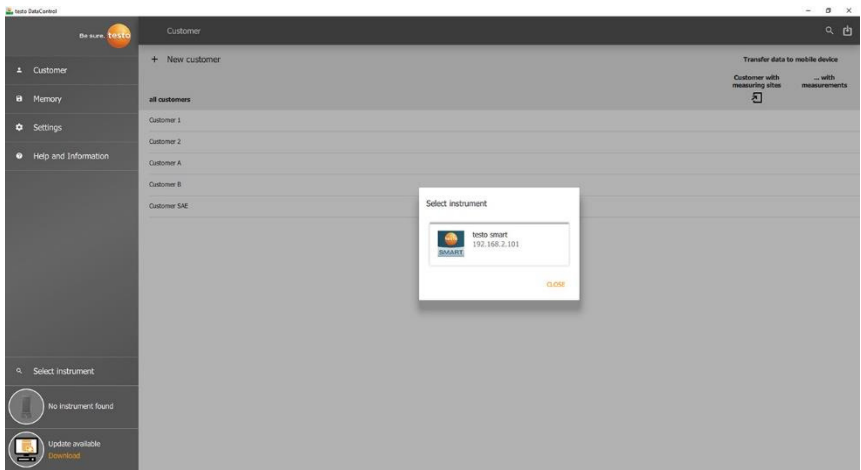 testo DataControl
Be sure. testo
Customer
Customer
Memory
Settings
Help and Information
+ New customer
Transfer data to mobile device
Customer with
measuring sites
... with
measurements
all customers
Customer 1
Customer 2
Customer A
Customer B
Customer SAE
Select instrument
testo smart
192.168.2.101
testo
SMART
CLOSE
Select instrument
No instrument found
Update available
Download